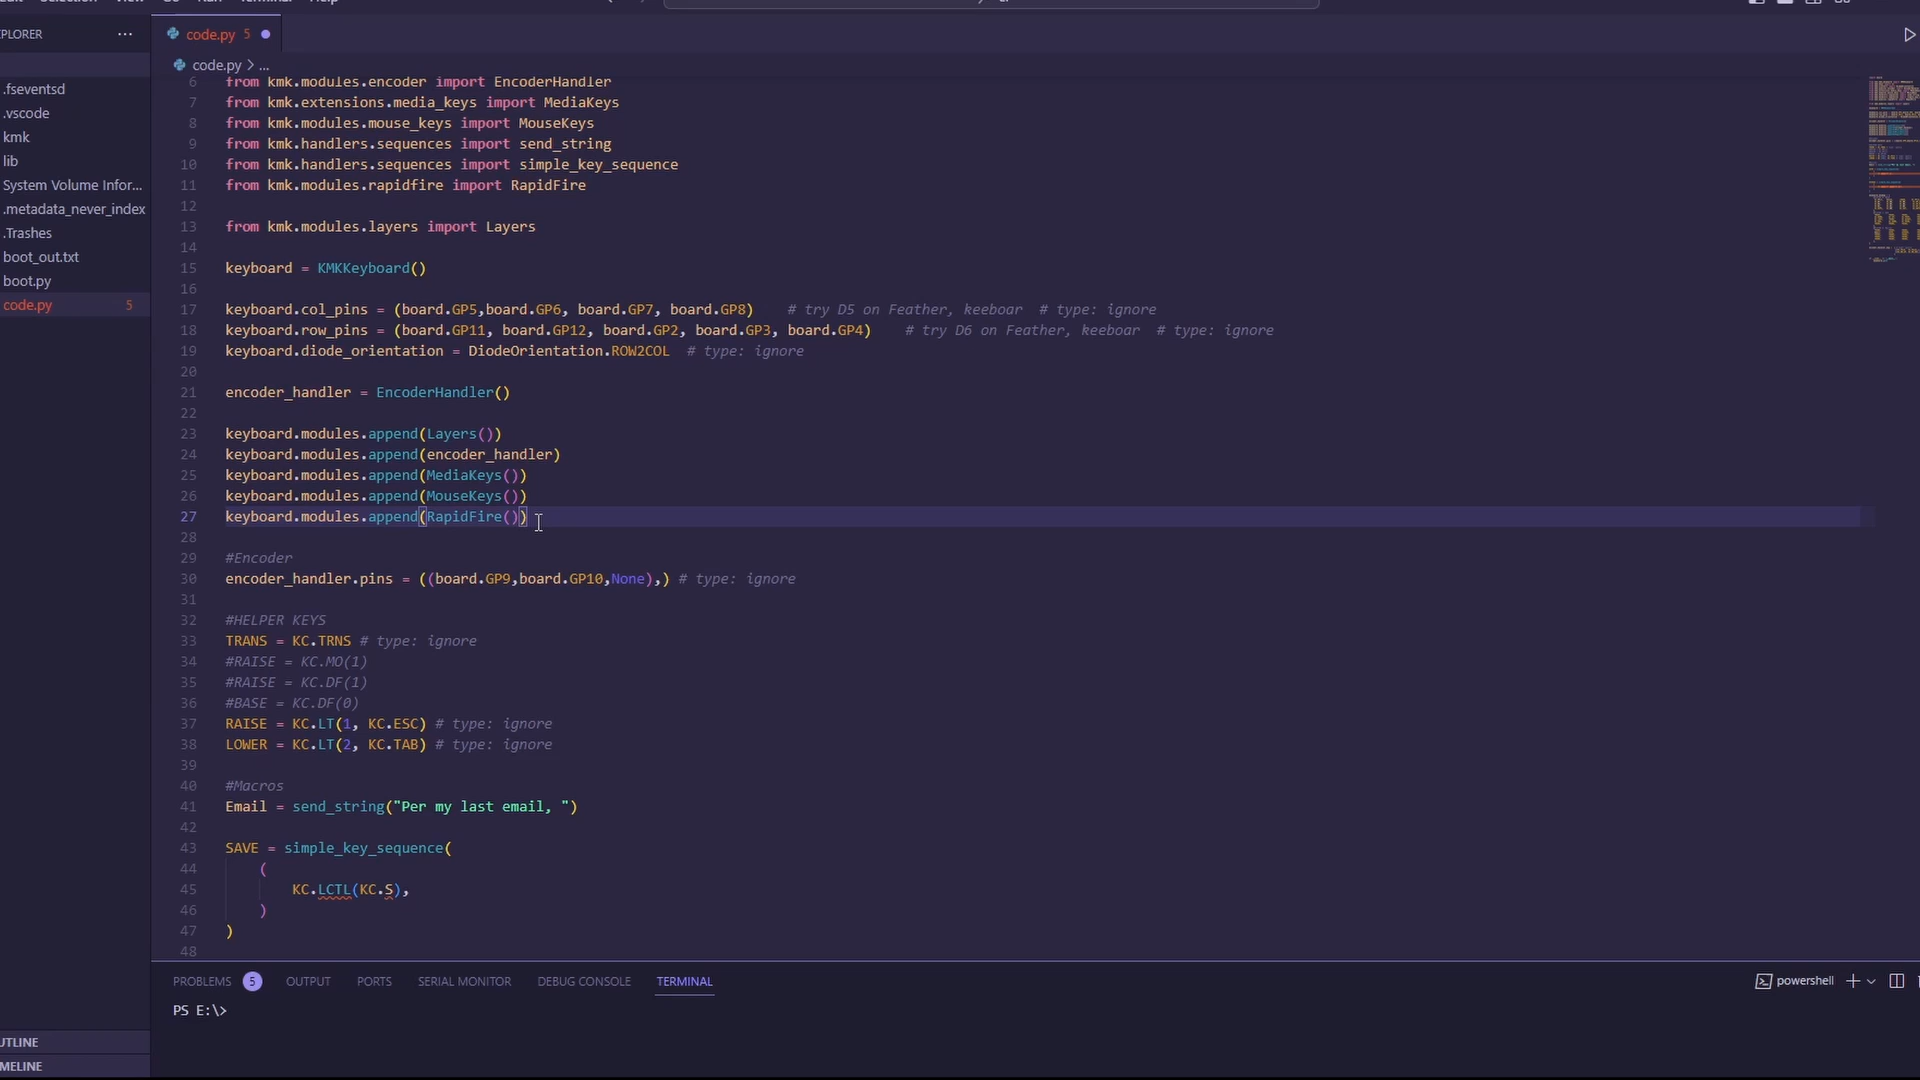 PLORER
code.py 5
code.py > ...
.fseventsd
.vscode
kmk
lib
System Volume Infor...
.metadata_never_index
.Trashes
boot_out.txt
boot.py
code.py 5
6 from kmk.modules.encoder import EncoderHandler
7 from kmk.extensions.media_keys import MediaKeys
8 from kmk.modules.mouse_keys import MouseKeys
9 from kmk.handlers.sequences import send_string
10 from kmk.handlers.sequences import simple_key_sequence
11 from kmk.modules.rapidfire import RapidFire
12
13 from kmk.modules.layers import Layers
14
15 keyboard = KMKKeyboard()
16
17 keyboard.col_pins = (board.GP5,board.GP6, board.GP7, board.GP8)    # try D5 on Feather, keeboar  # type: ignore
18 keyboard.row_pins = (board.GP11, board.GP12, board.GP2, board.GP3, board.GP4)    # try D6 on Feather, keeboar  # type: ignore
19 keyboard.diode_orientation = DiodeOrientation.ROW2COL  # type: ignore
20
21 encoder_handler = EncoderHandler()
22
23 keyboard.modules.append(Layers())
24 keyboard.modules.append(encoder_handler)
25 keyboard.modules.append(MediaKeys())
26 keyboard.modules.append(MouseKeys())
27 keyboard.modules.append(RapidFire())
28
29 #Encoder
30 encoder_handler.pins = ((board.GP9,board.GP10,None),) # type: ignore
31
32 #HELPER KEYS
33 TRANS = KC.TRNS # type: ignore
34 #RAISE = KC.MO(1)
35 #RAISE = KC.DF(1)
36 #BASE = KC.DF(0)
37 RAISE = KC.LT(1, KC.ESC) # type: ignore
38 LOWER = KC.LT(2, KC.TAB) # type: ignore
39
40 #Macros
41 Email = send_string("Per my last email, ")
42
43 SAVE = simple_key_sequence(
44     (
45         KC.LCTL(KC.S),
46     )
47 )
48
PROBLEMS 5 OUTPUT PORTS SERIAL MONITOR DEBUG CONSOLE TERMINAL powershell
PS E:\>
UTLINE
MELINE